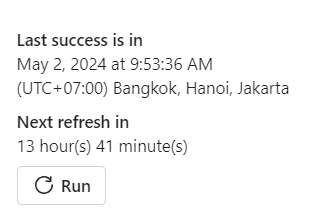 Last success is in
May 2, 2024 at 9:53:36 AM
(UTC+07:00) Bangkok, Hanoi, Jakarta
Next refresh in
13 hour(s) 41 minute(s)
Run